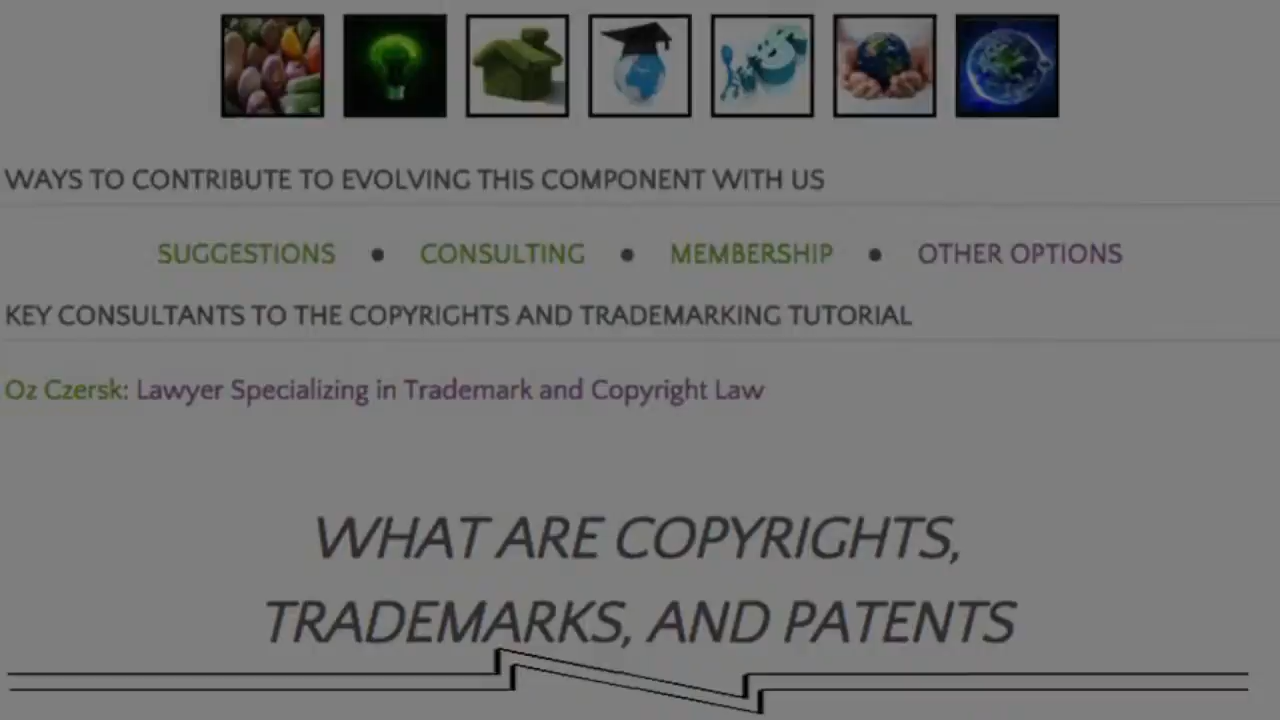 WAYS TO CONTRIBUTE TO EVOLVING THIS COMPONENT WITH US
SUGGESTIONS • CONSULTING • MEMBERSHIP • OTHER OPTIONS
KEY CONSULTANTS TO THE COPYRIGHTS AND TRADEMARKING TUTORIAL
Oz Czersk: Lawyer Specializing in Trademark and Copyright Law
WHAT ARE COPYRIGHTS,
TRADEMARKS, AND PATENTS